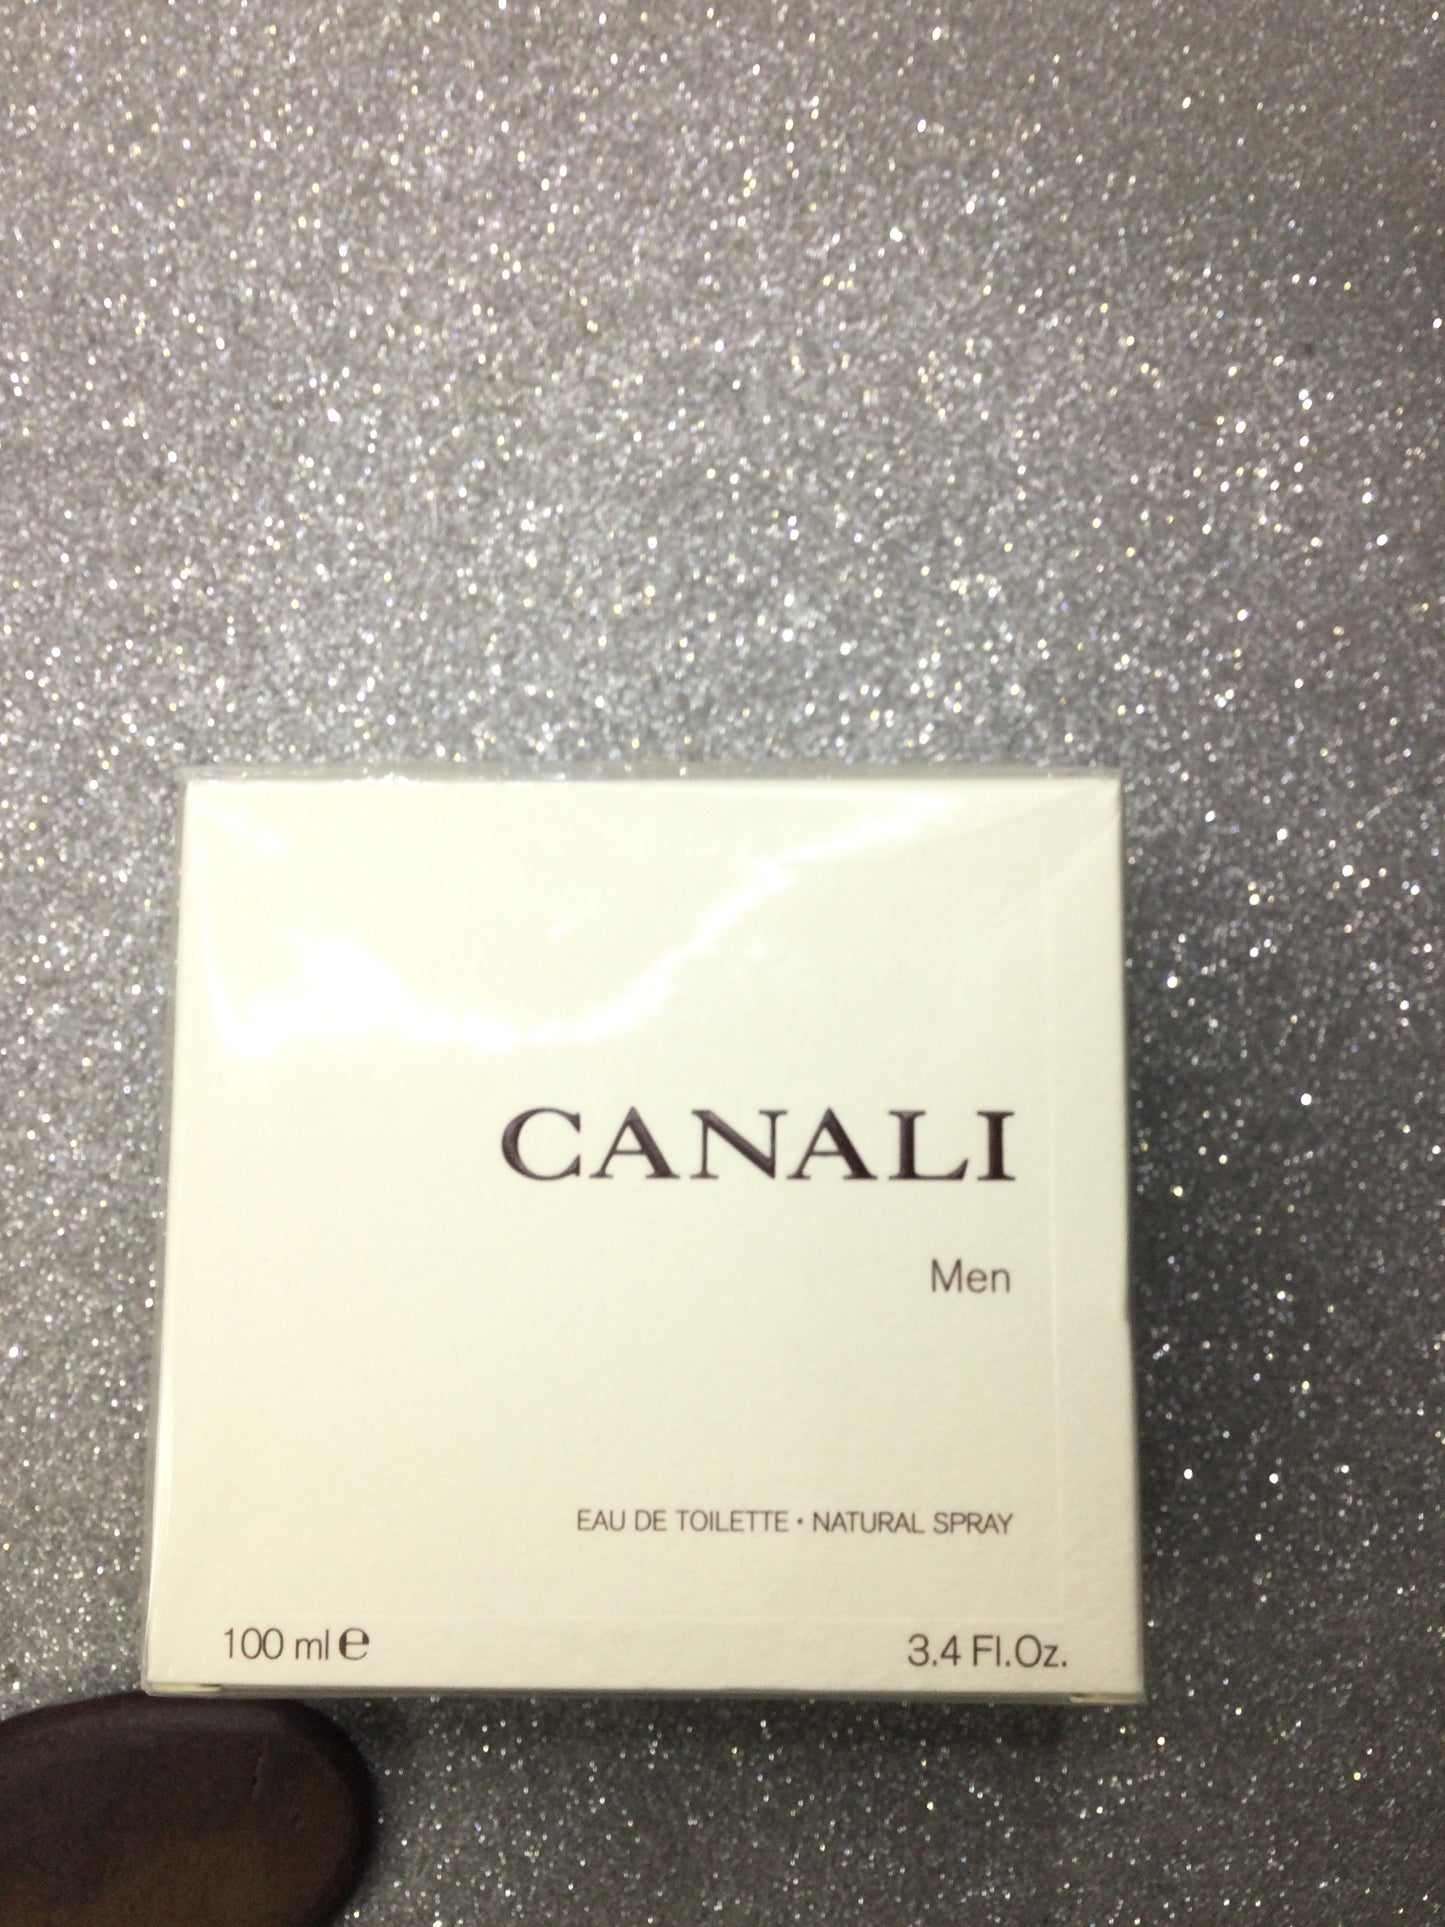 CANALI
Men
EAU DE TOILETTE • NATURAL SPRAY
100 ml ℮ 3.4 Fl.Oz.